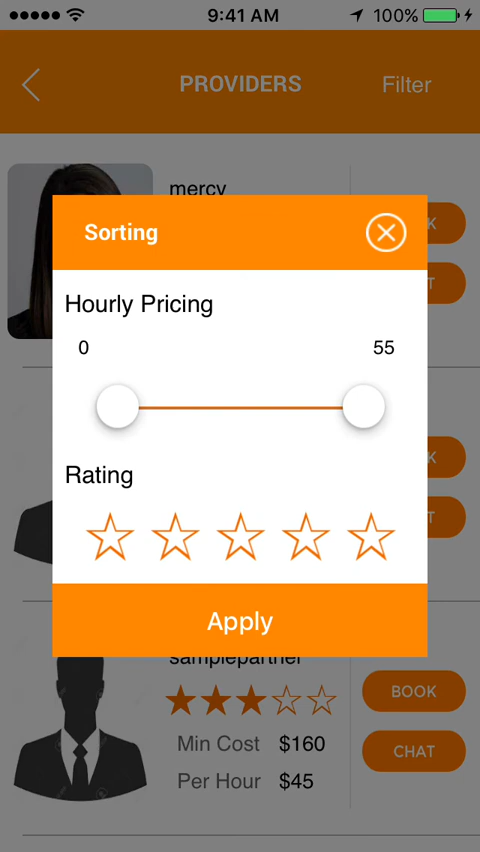 9:41 AM 100%
PROVIDERS Filter
mercy
Sorting
Hourly Pricing
0 55
Rating
Apply
samplepartner
BOOK
Min Cost $160
CHAT
Per Hour $45